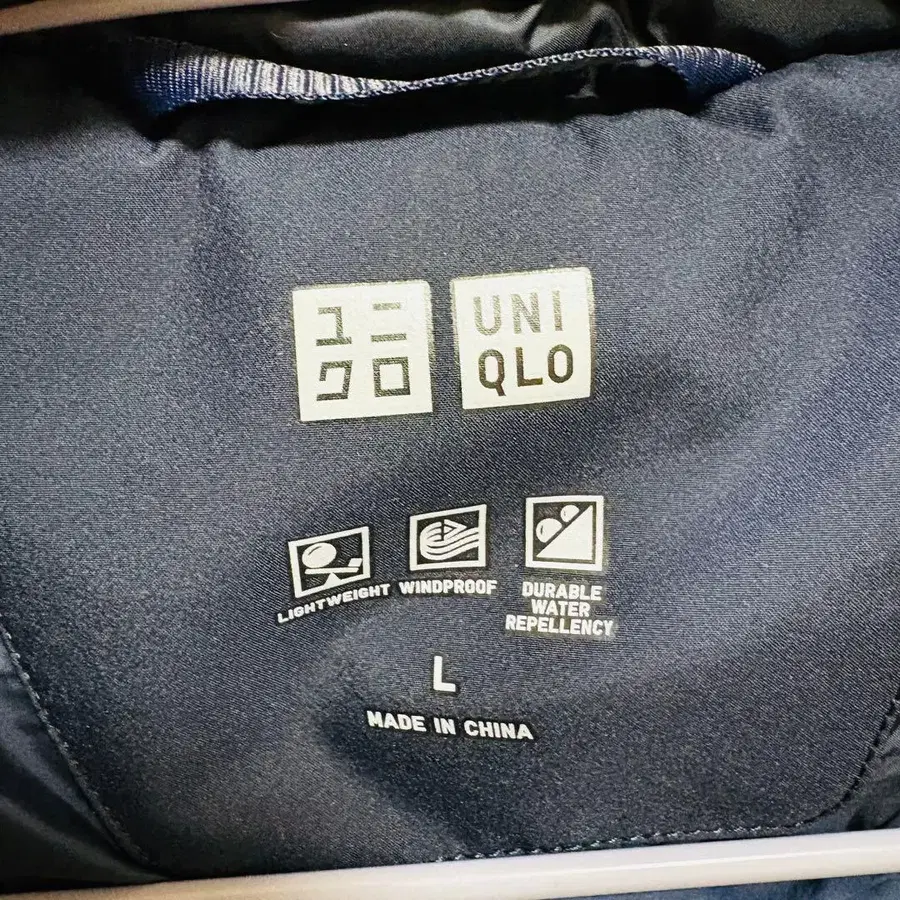 ユニ
クロ
UNI
QLO
LIGHTWEIGHT
WINDPROOF
DURABLE
WATER
REPELLENCY
L
MADE IN CHINA